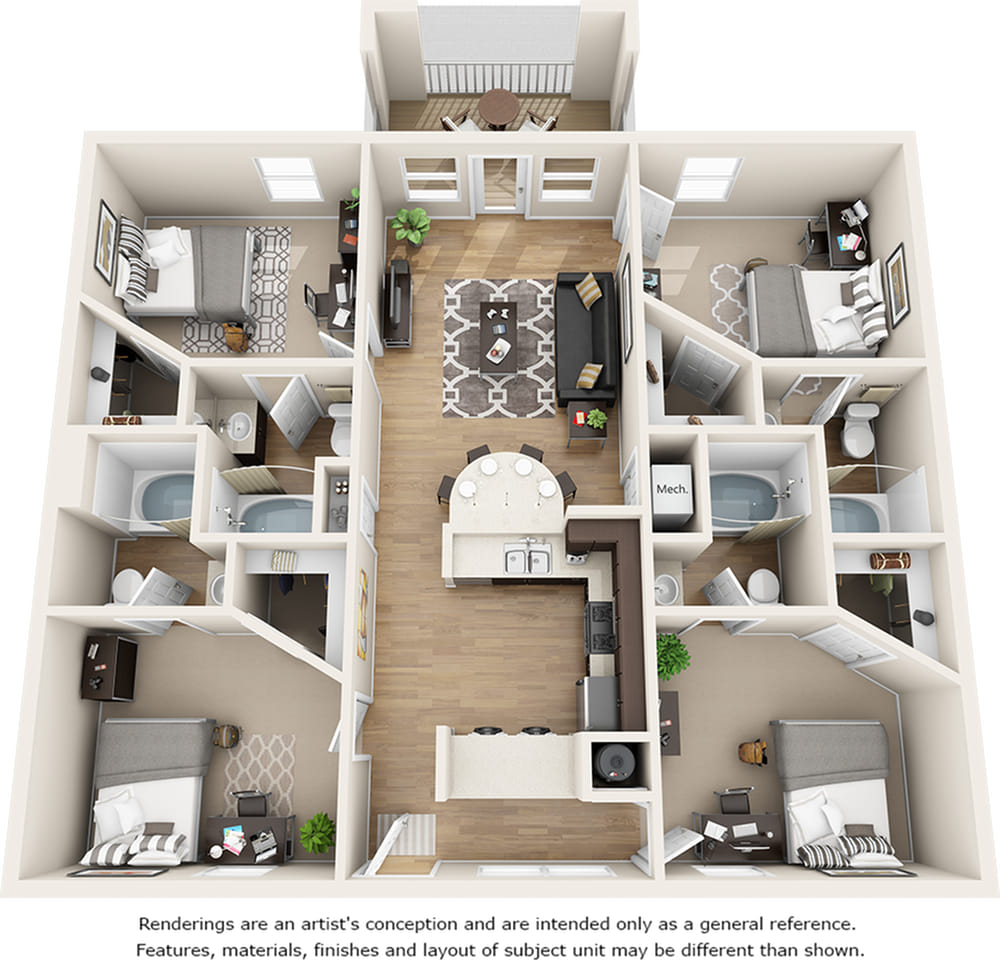 Mech.
Renderings are an artist's conception and are intended only as a general reference.
Features, materials, finishes and layout of subject unit may be different than shown.